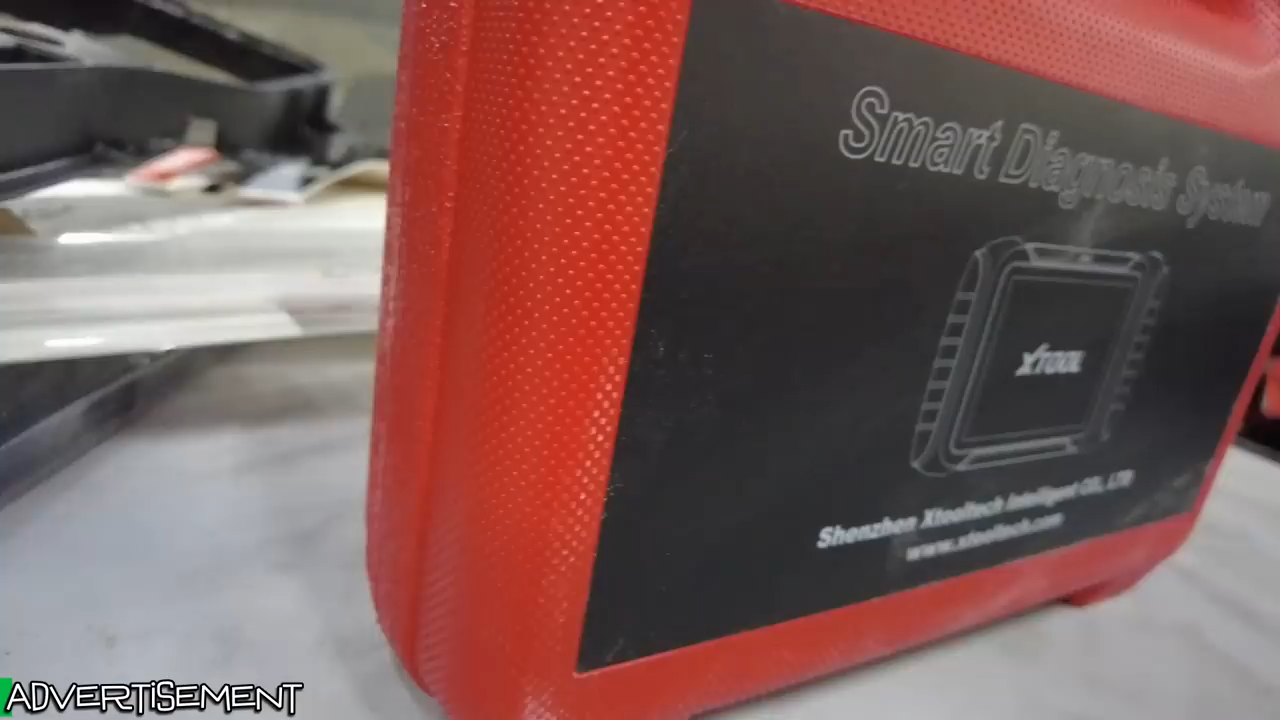 Smart Diagnosis System
XTOOL
Shenzhen Xtooltech Intelligent CO., LTD
www.xtooltech.com
ADVERTISEMENT